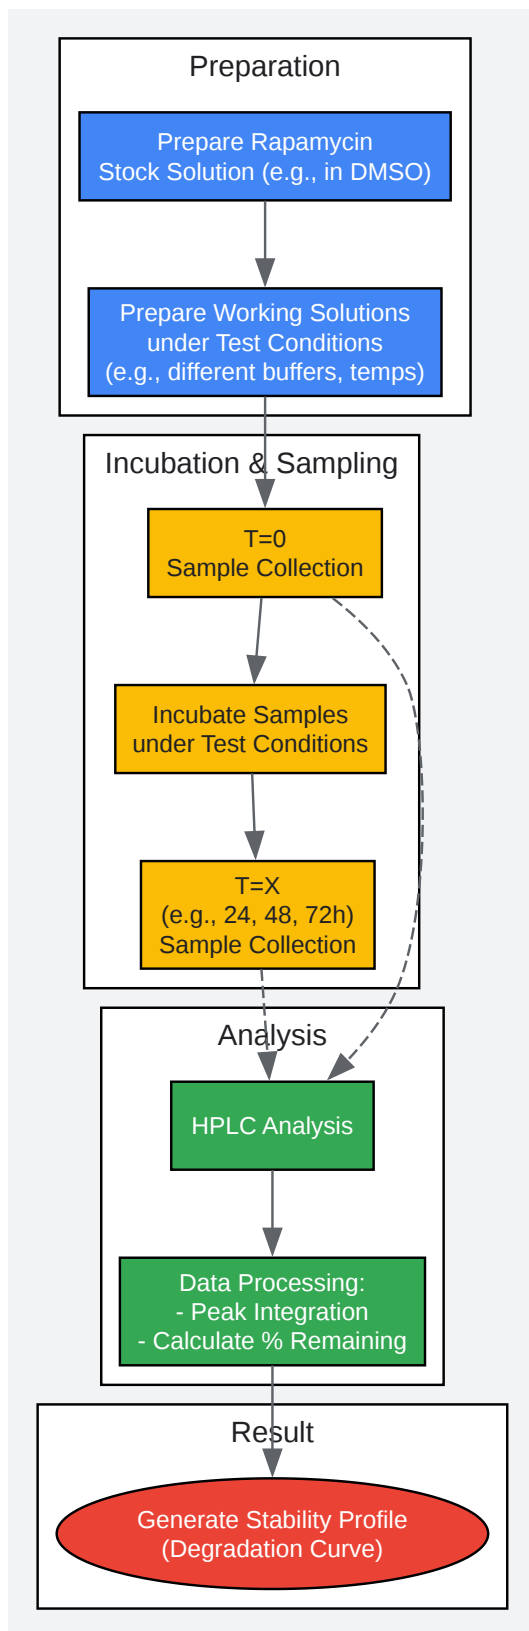 Preparation
Prepare Rapamycin
Stock Solution (e.g., in DMSO)
Prepare Working Solutions
under Test Conditions
(e.g., different buffers, temps)
Incubation & Sampling
T=0
Sample Collection
Incubate Samples
under Test Conditions
T=X
(e.g., 24, 48, 72h)
Sample Collection
Analysis
HPLC Analysis
Data Processing:
- Peak Integration
- Calculate % Remaining
Result
Generate Stability Profile
(Degradation Curve)